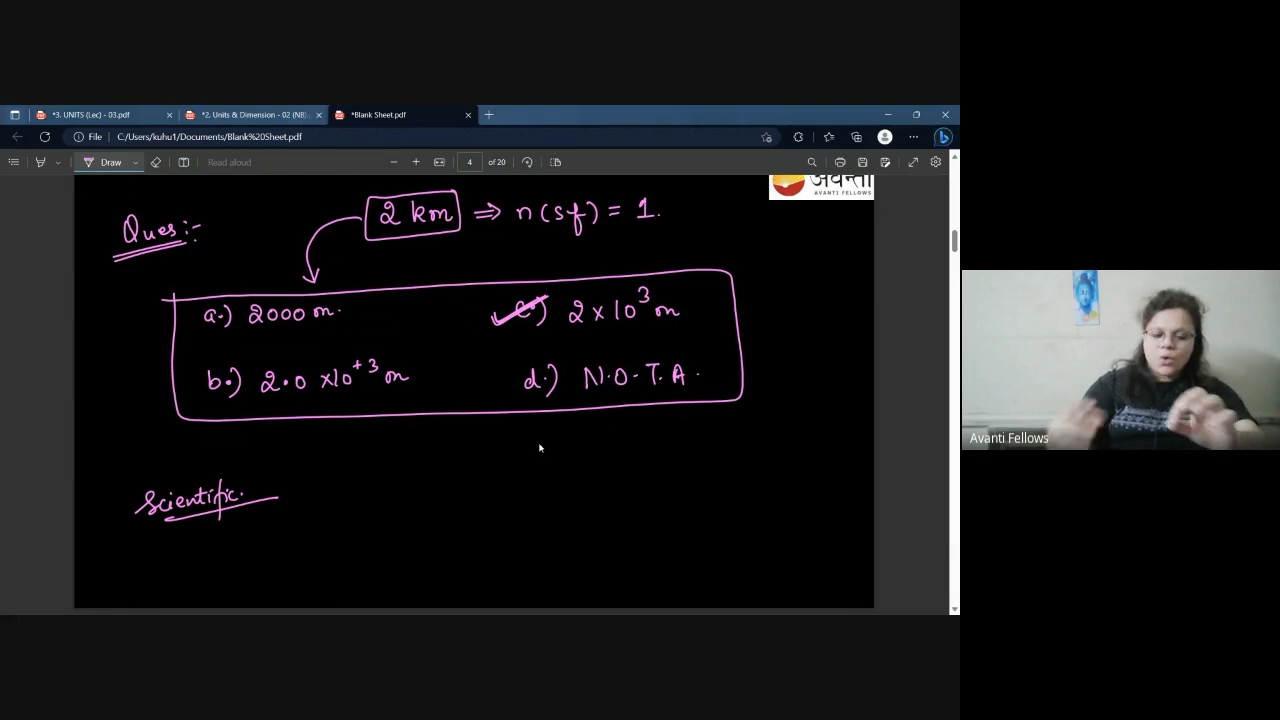 *3. UNITS (Lec) - 03.pdf
*2. Units & Dimension - 02 (NB).
*Blank Sheet.pdf
File C:/Users/kuhu1/Documents/Blank%20Sheet.pdf
Draw Read aloud 4 of 20
अवन्ती
AVANTI FELLOWS
Ques:- 2 km ⇒ n(sf) = 1.
a.) 2000 m. c.) 2 x 10³ m
b.) 2.0 x10⁺³ m d.) N.O.T.A.
Scientific.
Avanti Fellows